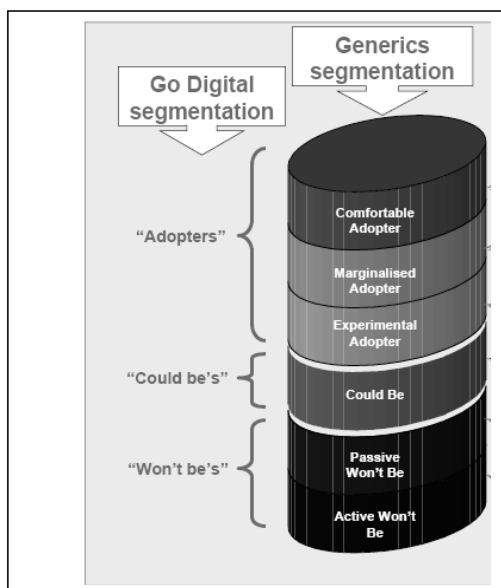 Generics
segmentation
Go Digital
segmentation
Comfortable
Adopter
“Adopters”
Marginalised
Adopter
Experimental
Adopter
“Could be’s”
Could Be
Passive
Won’t Be
“Won’t be’s”
Active Won’t
Be